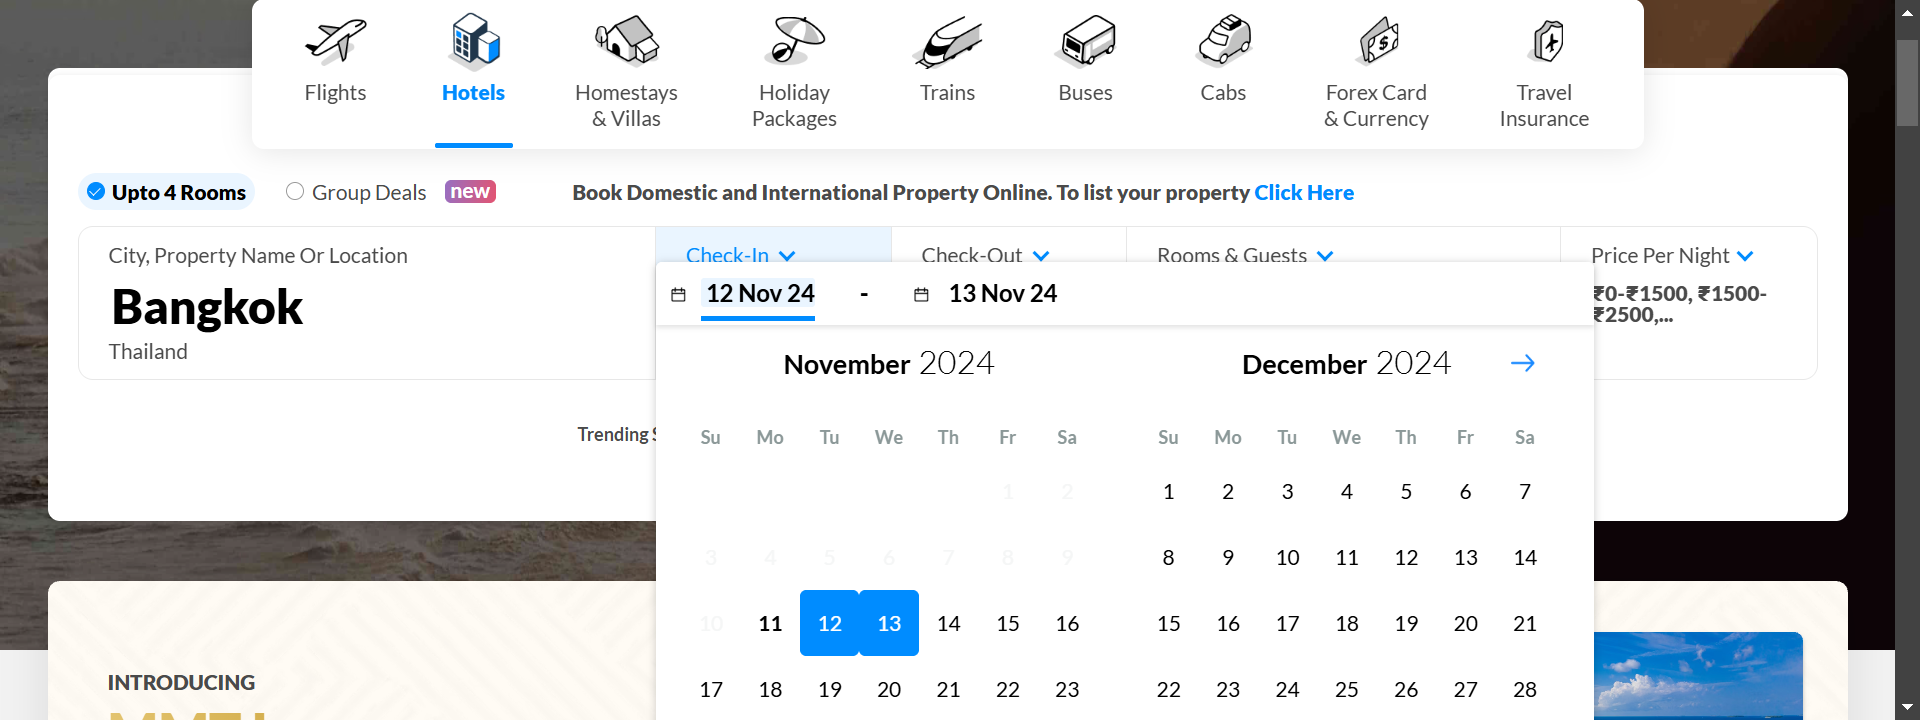 Flights
Hotels
Homestays
& Villas
Holiday
Packages
Trains
Buses
Cabs
Forex Card
& Currency
Travel
Insurance
Upto 4 Rooms
Group Deals
new
Book Domestic and International Property Online. To list your property Click Here
City, Property Name Or Location
Bangkok
Thailand
Check-In
Check-Out
Rooms & Guests
Price Per Night
₹0-₹1500, ₹1500-
₹2500,...
12 Nov 24 - 13 Nov 24
November 2024
Su Mo Tu We Th Fr Sa
1 2
3 4 5 6 7 8 9
10 11 12 13 14 15 16
17 18 19 20 21 22 23
December 2024
Su Mo Tu We Th Fr Sa
1 2 3 4 5 6 7
8 9 10 11 12 13 14
15 16 17 18 19 20 21
22 23 24 25 26 27 28
Trending
INTRODUCING